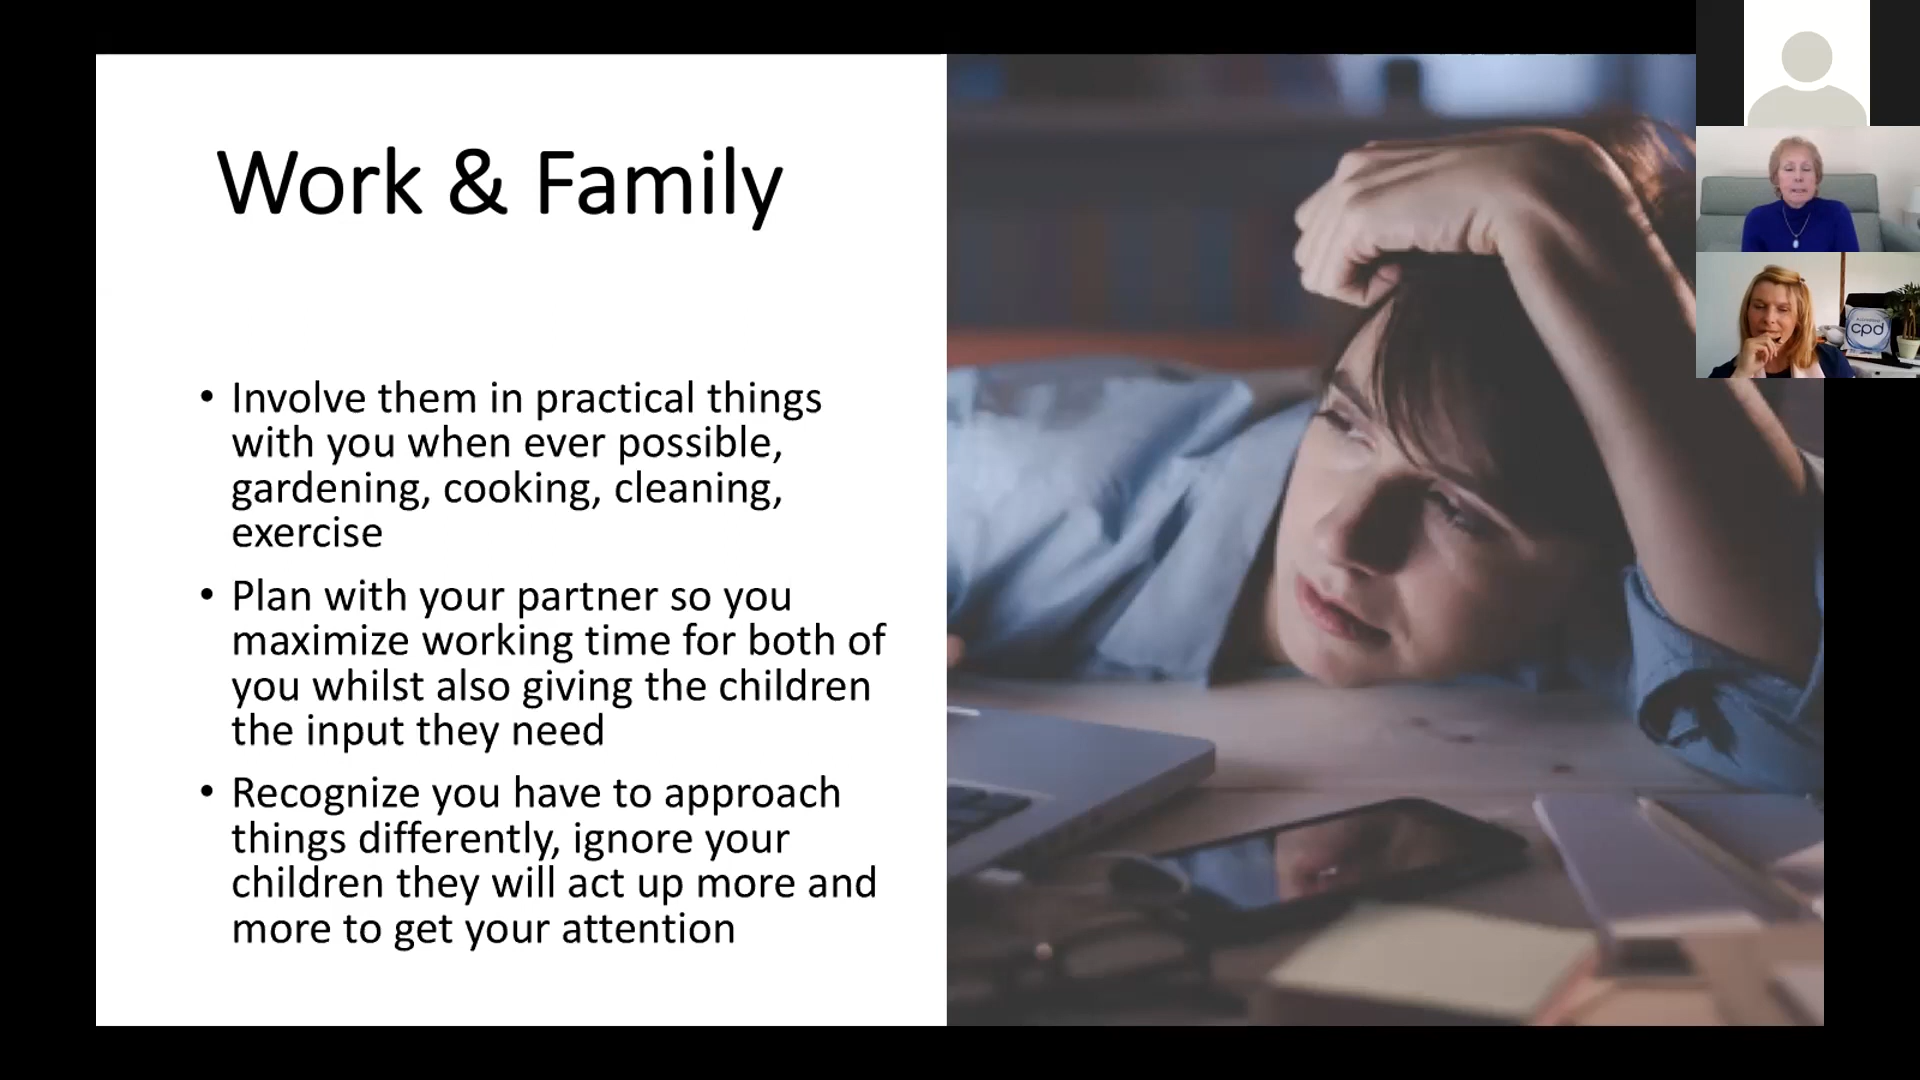 Work & Family
• Involve them in practical things
with you when ever possible,
gardening, cooking, cleaning,
exercise
• Plan with your partner so you
maximize working time for both of
you whilst also giving the children
the input they need
• Recognize you have to approach
things differently, ignore your
children they will act up more and
more to get your attention
cpd